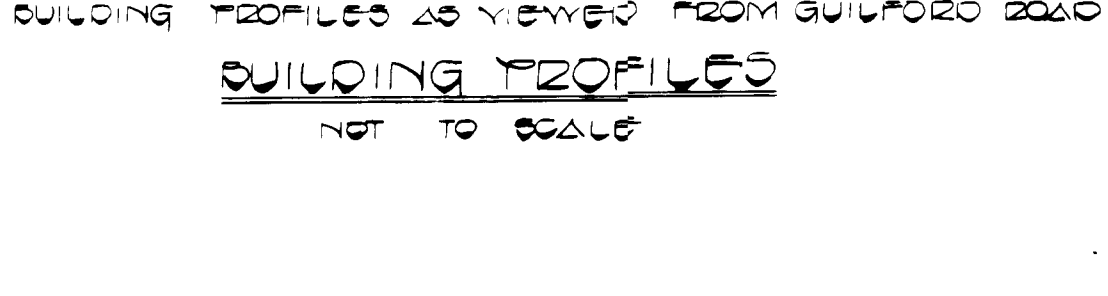 BUILDING PROFILES AS VIEWED FROM GUILFORD ROAD
BUILDING PROFILES
NOT TO SCALE